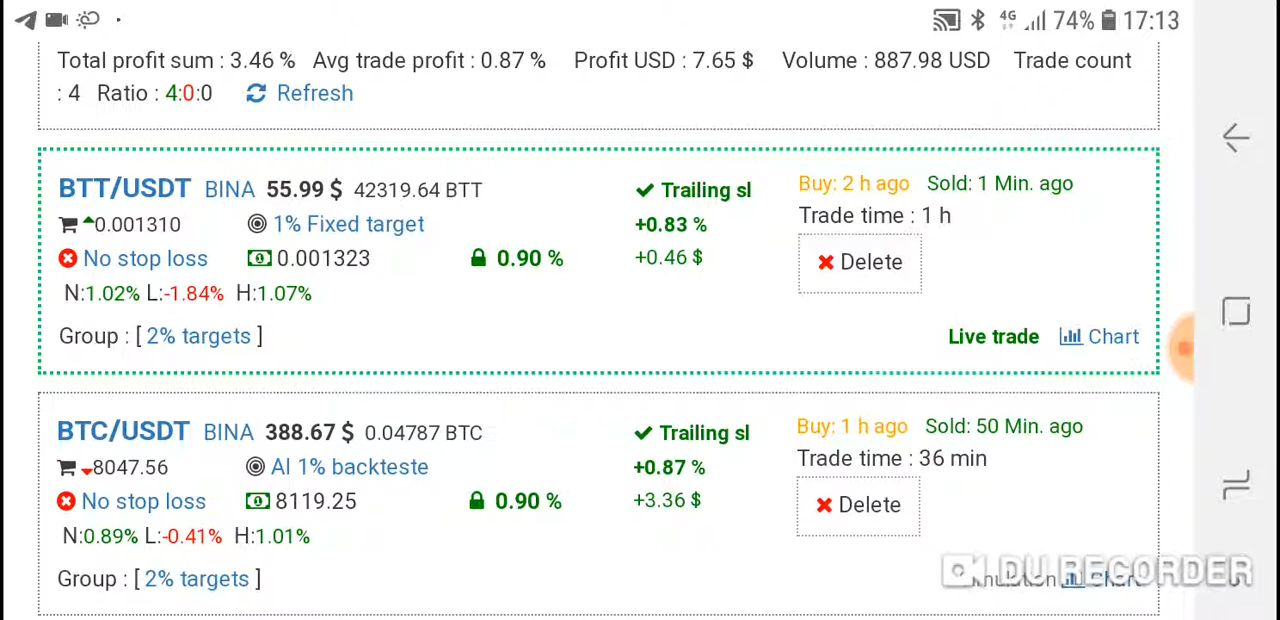 4G 74% 17:13
Total profit sum : 3.46 % Avg trade profit : 0.87 % Profit USD : 7.65 $ Volume : 887.98 USD Trade count
: 4 Ratio : 4:0:0 Refresh
BTT/USDT BINA 55.99 $ 42319.64 BTT Trailing sl Buy: 2 h ago Sold: 1 Min. ago
0.001310 1% Fixed target +0.83 % Trade time : 1 h
No stop loss 0.001323 0.90 % +0.46 $ Delete
N:1.02% L:-1.84% H:1.07%
Group : [ 2% targets ] Live trade Chart
BTC/USDT BINA 388.67 $ 0.04787 BTC Trailing sl Buy: 1 h ago Sold: 50 Min. ago
8047.56 AI 1% backteste +0.87 % Trade time : 36 min
No stop loss 8119.25 0.90 % +3.36 $ Delete
N:0.89% L:-0.41% H:1.01%
Group : [ 2% targets ] Chart
DU RECORDER